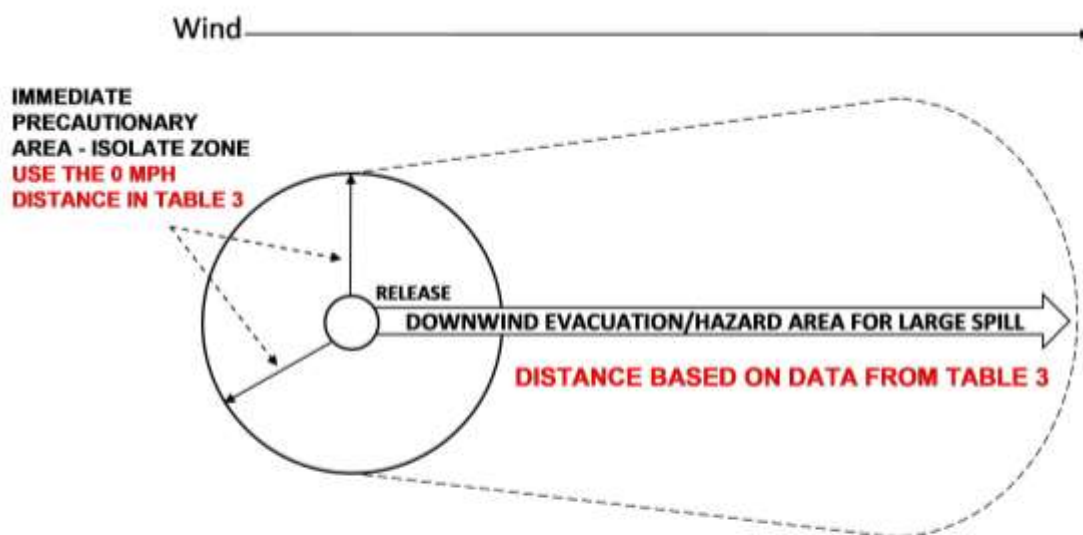 Wind
IMMEDIATE
PRECAUTIONARY
AREA - ISOLATE ZONE
USE THE 0 MPH
DISTANCE IN TABLE 3
RELEASE
DOWNWIND EVACUATION/HAZARD AREA FOR LARGE SPILL
DISTANCE BASED ON DATA FROM TABLE 3